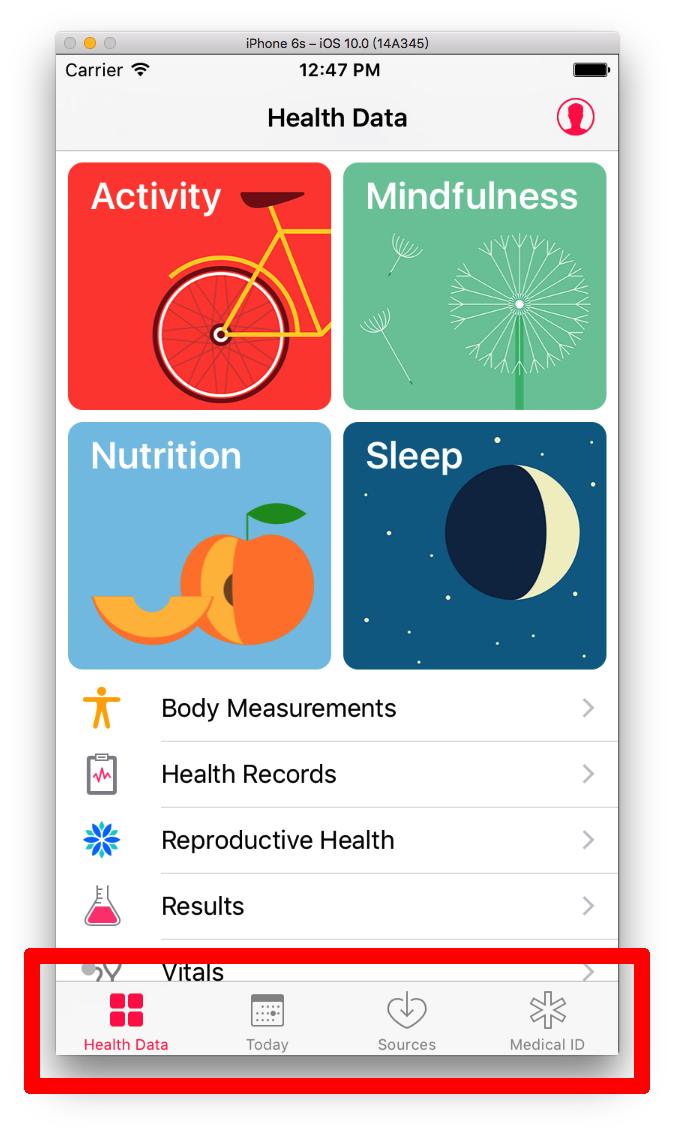 iPhone 6s – iOS 10.0 (14A345)
Carrier 12:47 PM
Health Data
Activity
Mindfulness
Nutrition
Sleep
Body Measurements
Health Records
Reproductive Health
Results
Vitals
Health Data Today Sources Medical ID